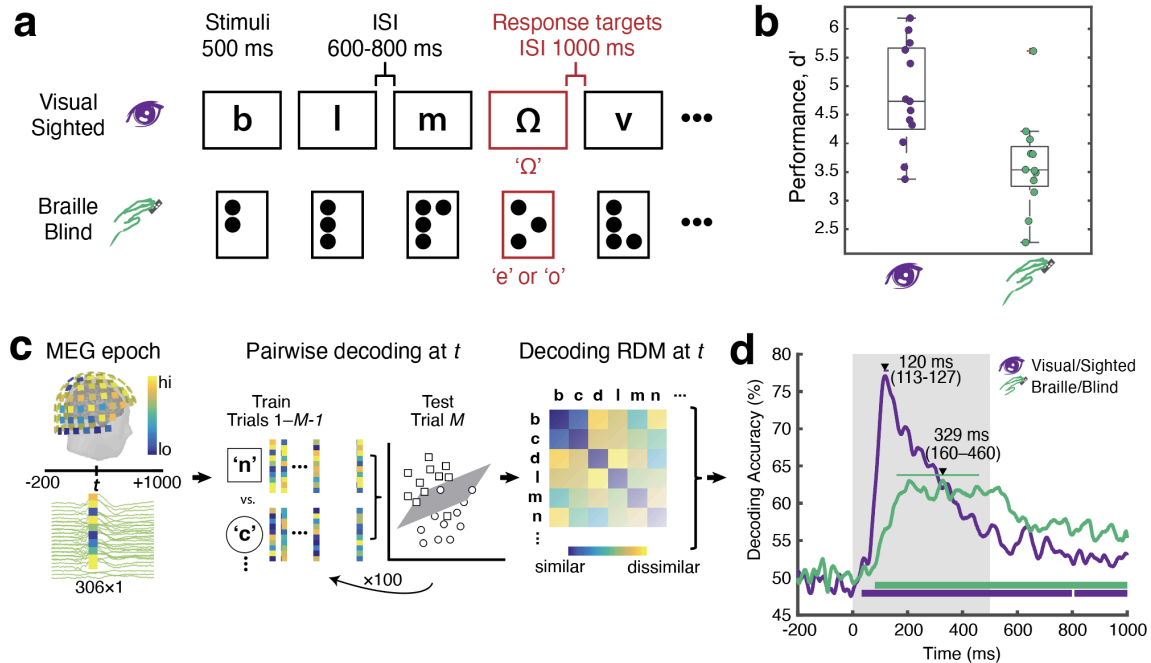 a
Stimuli
500 ms
ISI
600-800 ms
Response targets
ISI 1000 ms
Visual
Sighted
b
l
m
Ω
v
•••
‘Ω’
Braille
Blind
•••
‘e’ or ‘o’
b
Performance, d'
6
5.5
5
4.5
4
3.5
3
2.5
c
MEG epoch
hi
lo
-200
t
+1000
306×1
Pairwise decoding at t
Train
Trials 1–M-1
Test
Trial M
‘n’
•••
vs.
‘c’
•••
×100
Decoding RDM at t
b c d l m n ...
b
c
d
l
m
n
similar
dissimilar
d
Visual/Sighted
Braille/Blind
120 ms
(113-127)
329 ms
(160–460)
Decoding Accuracy (%)
80
75
70
65
60
55
50
45
-200 0 200 400 600 800 1000
Time (ms)